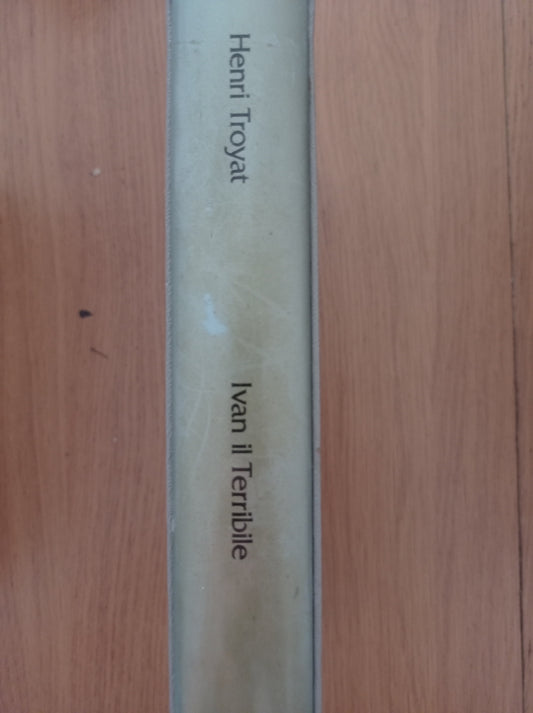 Henri Troyat
Ivan il Terribile